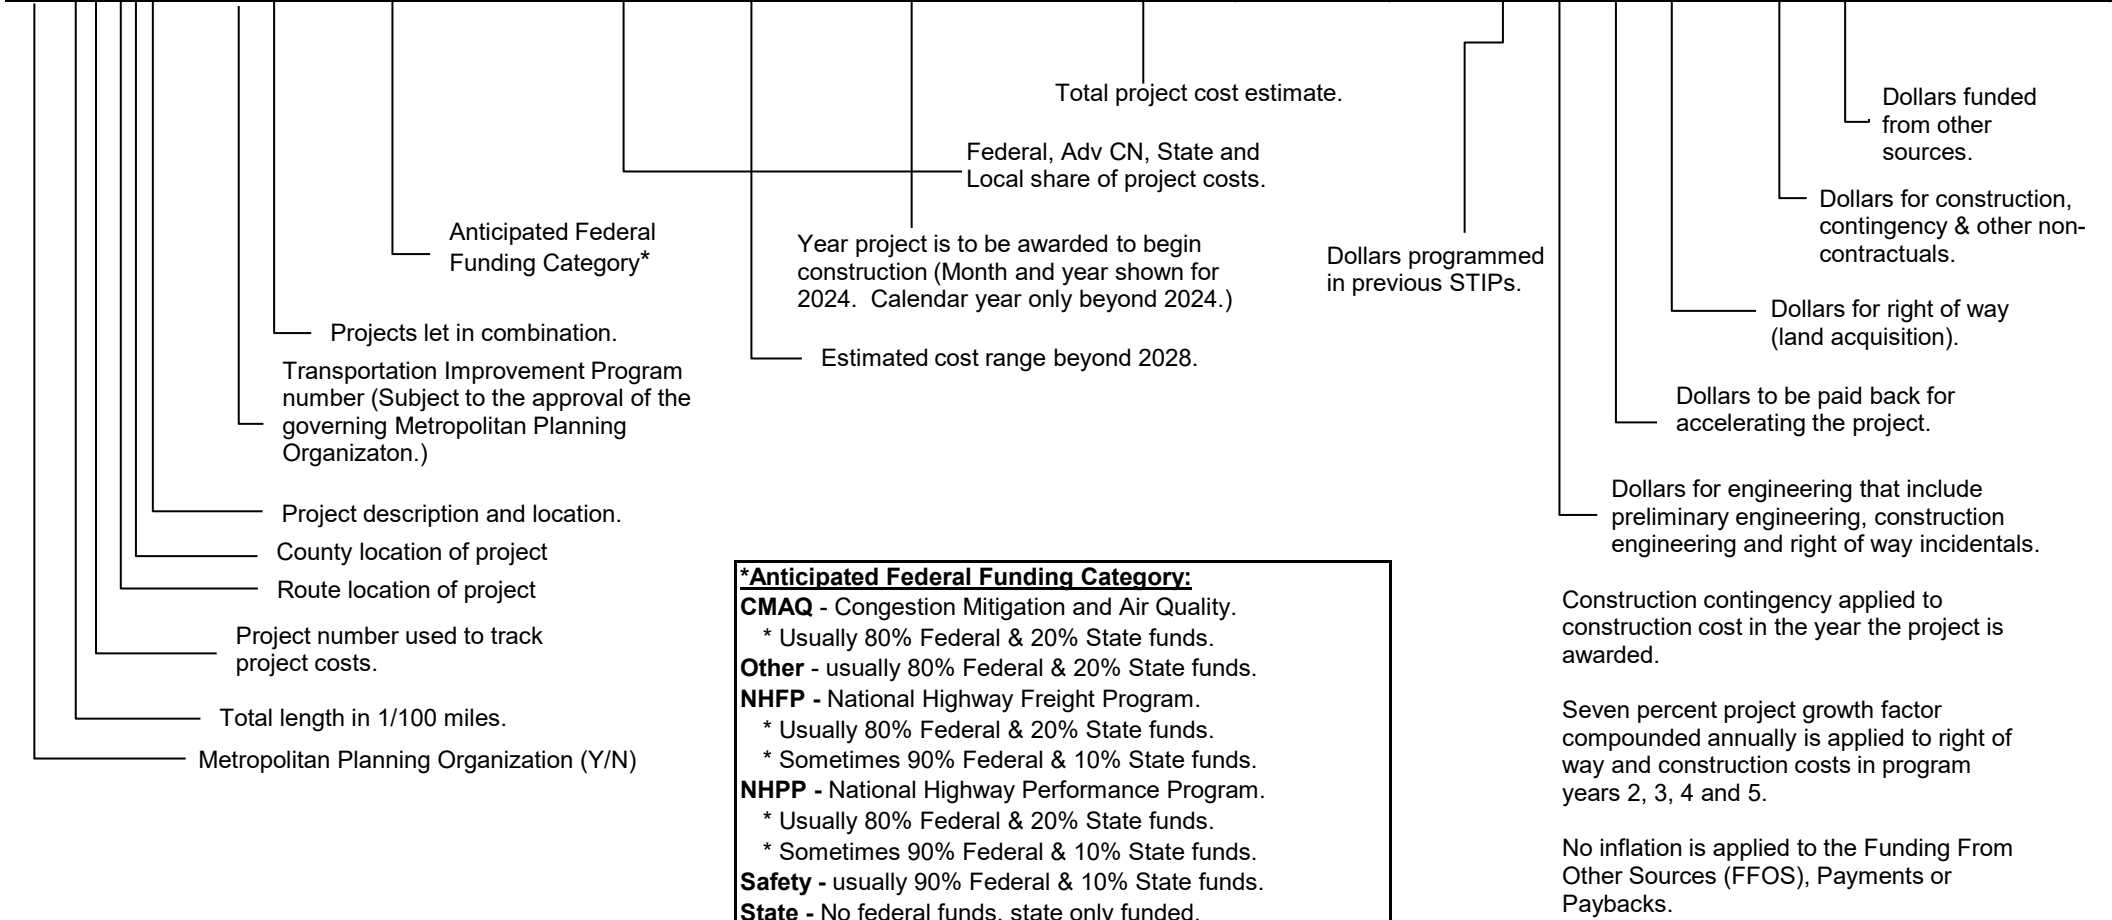 Total project cost estimate.
Federal, Adv CN, State and
Local share of project costs.
Anticipated Federal
Funding Category*
Year project is to be awarded to begin
construction (Month and year shown for
2024.  Calendar year only beyond 2024.)
Projects let in combination.
Estimated cost range beyond 2028.
Transportation Improvement Program
number (Subject to the approval of the
governing Metropolitan Planning
Organizaton.)
Project description and location.
County location of project
Route location of project
Project number used to track
project costs.
Total length in 1/100 miles.
Metropolitan Planning Organization (Y/N)
*Anticipated Federal Funding Category:
CMAQ - Congestion Mitigation and Air Quality.
* Usually 80% Federal & 20% State funds.
Other - usually 80% Federal & 20% State funds.
NHFP - National Highway Freight Program.
* Usually 80% Federal & 20% State funds.
* Sometimes 90% Federal & 10% State funds.
NHPP - National Highway Performance Program.
* Usually 80% Federal & 20% State funds.
* Sometimes 90% Federal & 10% State funds.
Safety - usually 90% Federal & 10% State funds.
State - No federal funds, state only funded.
Dollars programmed
in previous STIPs.
Dollars funded
from other
sources.
Dollars for construction,
contingency & other non-
contractuals.
Dollars for right of way
(land acquisition).
Dollars to be paid back for
accelerating the project.
Dollars for engineering that include
preliminary engineering, construction
engineering and right of way incidentals.
Construction contingency applied to
construction cost in the year the project is
awarded.
Seven percent project growth factor
compounded annually is applied to right of
way and construction costs in program
years 2, 3, 4 and 5.
No inflation is applied to the Funding From
Other Sources (FFOS), Payments or
Paybacks.